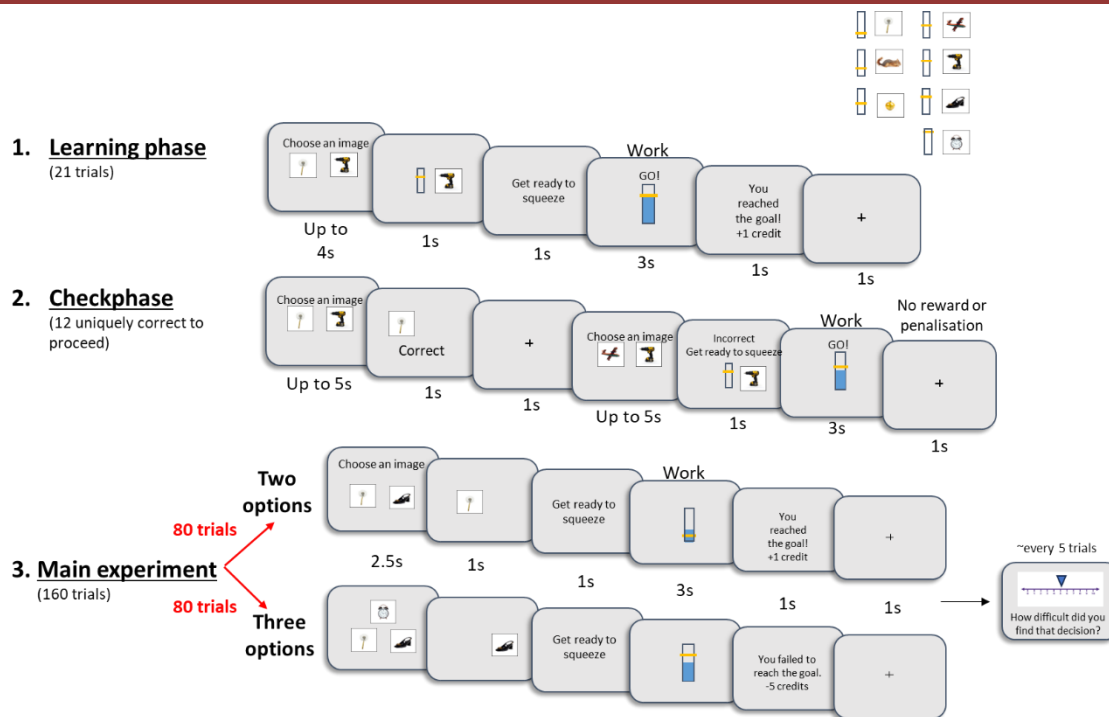 1. Learning phase
(21 trials)
Choose an image
Up to
4s
1s
Get ready to
squeeze
1s
Work
GO!
3s
You
reached
the goal!
+1 credit
1s
+
1s
2. Checkphase
(12 uniquely correct to
proceed)
Choose an image
Up to 5s
Correct
1s
+
1s
Choose an image
Up to 5s
Incorrect
Get ready to squeeze
1s
Work
GO!
3s
No reward or
penalisation
+
1s
3. Main experiment
(160 trials)
80 trials
Two
options
Choose an image
2.5s
1s
Get ready to
squeeze
1s
Work
3s
You
reached
the goal!
+1 credit
1s
+
1s
80 trials
Three
options
Get ready to
squeeze
You failed to
reach the goal.
-5 credits
+
~every 5 trials
How difficult did you
find that decision?